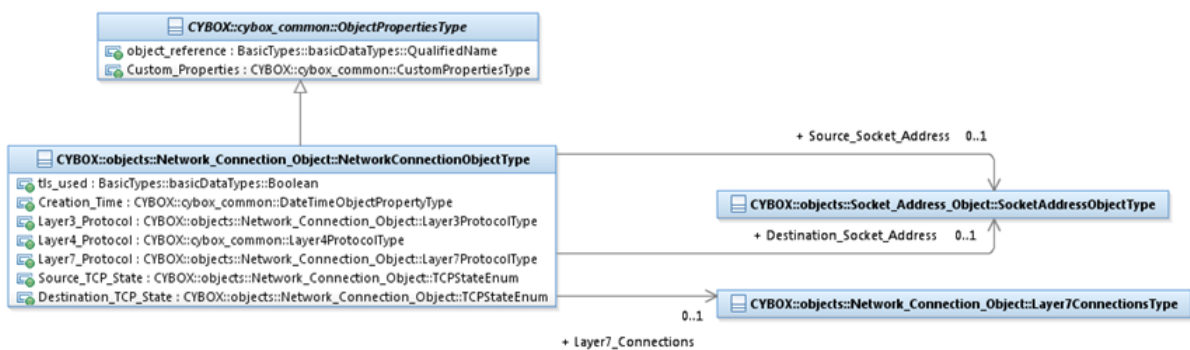 CYBOX::cybox_common::ObjectPropertiesType
object_reference : BasicTypes::basicDataTypes::QualifiedName
Custom_Properties : CYBOX::cybox_common::CustomPropertiesType
+ Source_Socket_Address 0..1
CYBOX::objects::Network_Connection_Object::NetworkConnectionObjectType
tls_used : BasicTypes::basicDataTypes::Boolean
Creation_Time : CYBOX::cybox_common::DateTimeObjectPropertyType
Layer3_Protocol : CYBOX::objects::Network_Connection_Object::Layer3ProtocolType
Layer4_Protocol : CYBOX::cybox_common::Layer4ProtocolType
Layer7_Protocol : CYBOX::objects::Network_Connection_Object::Layer7ProtocolType
Source_TCP_State : CYBOX::objects::Network_Connection_Object::TCPStateEnum
Destination_TCP_State : CYBOX::objects::Network_Connection_Object::TCPStateEnum
CYBOX::objects::Socket_Address_Object::SocketAddressObjectType
+ Destination_Socket_Address 0..1
CYBOX::objects::Network_Connection_Object::Layer7ConnectionsType
0..1
+ Layer7_Connections